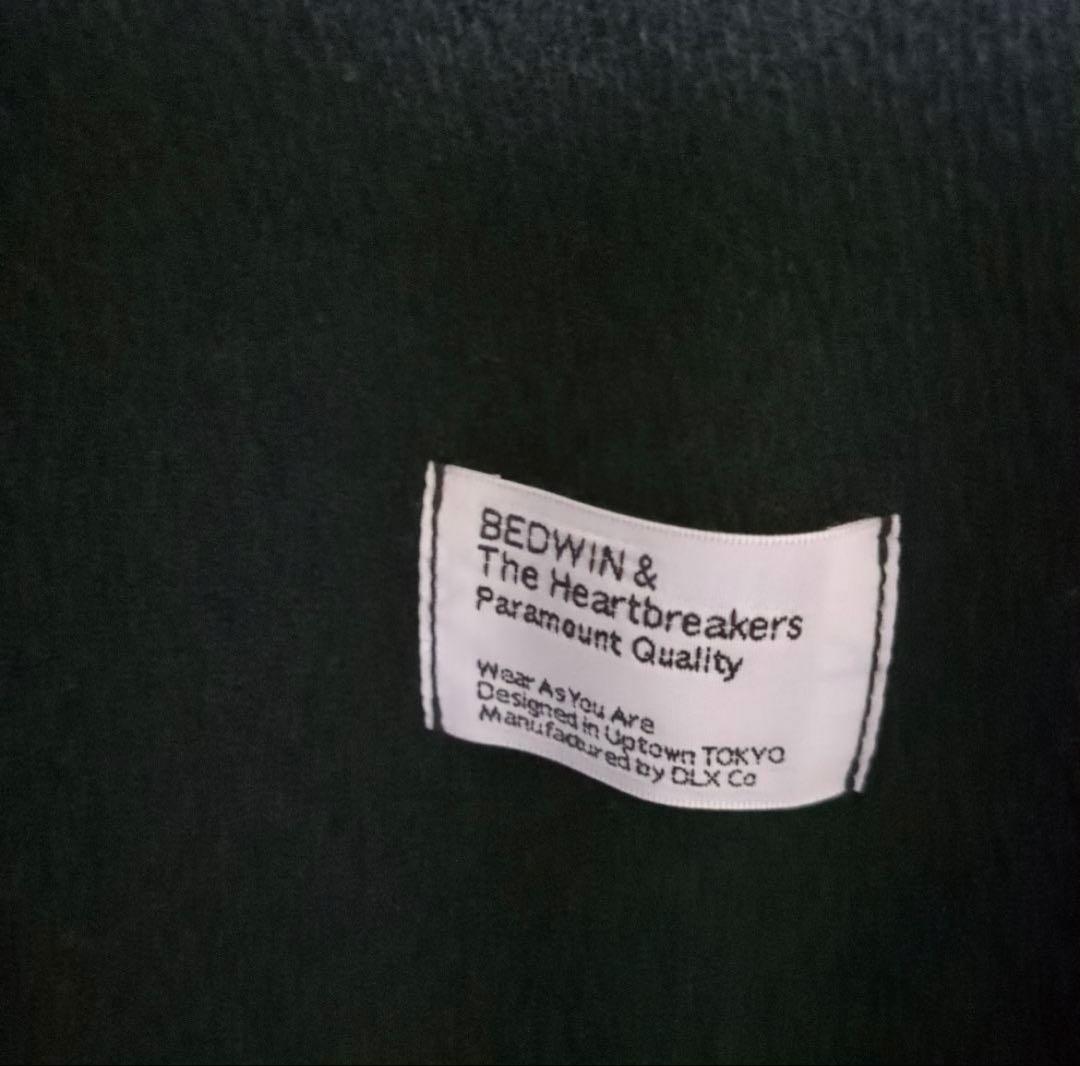 BEDWIN &
The Heartbreakers
Paramount Quality
Wear As You Are
Designed in Uptown TOKYO
Manufactured by DLX Co